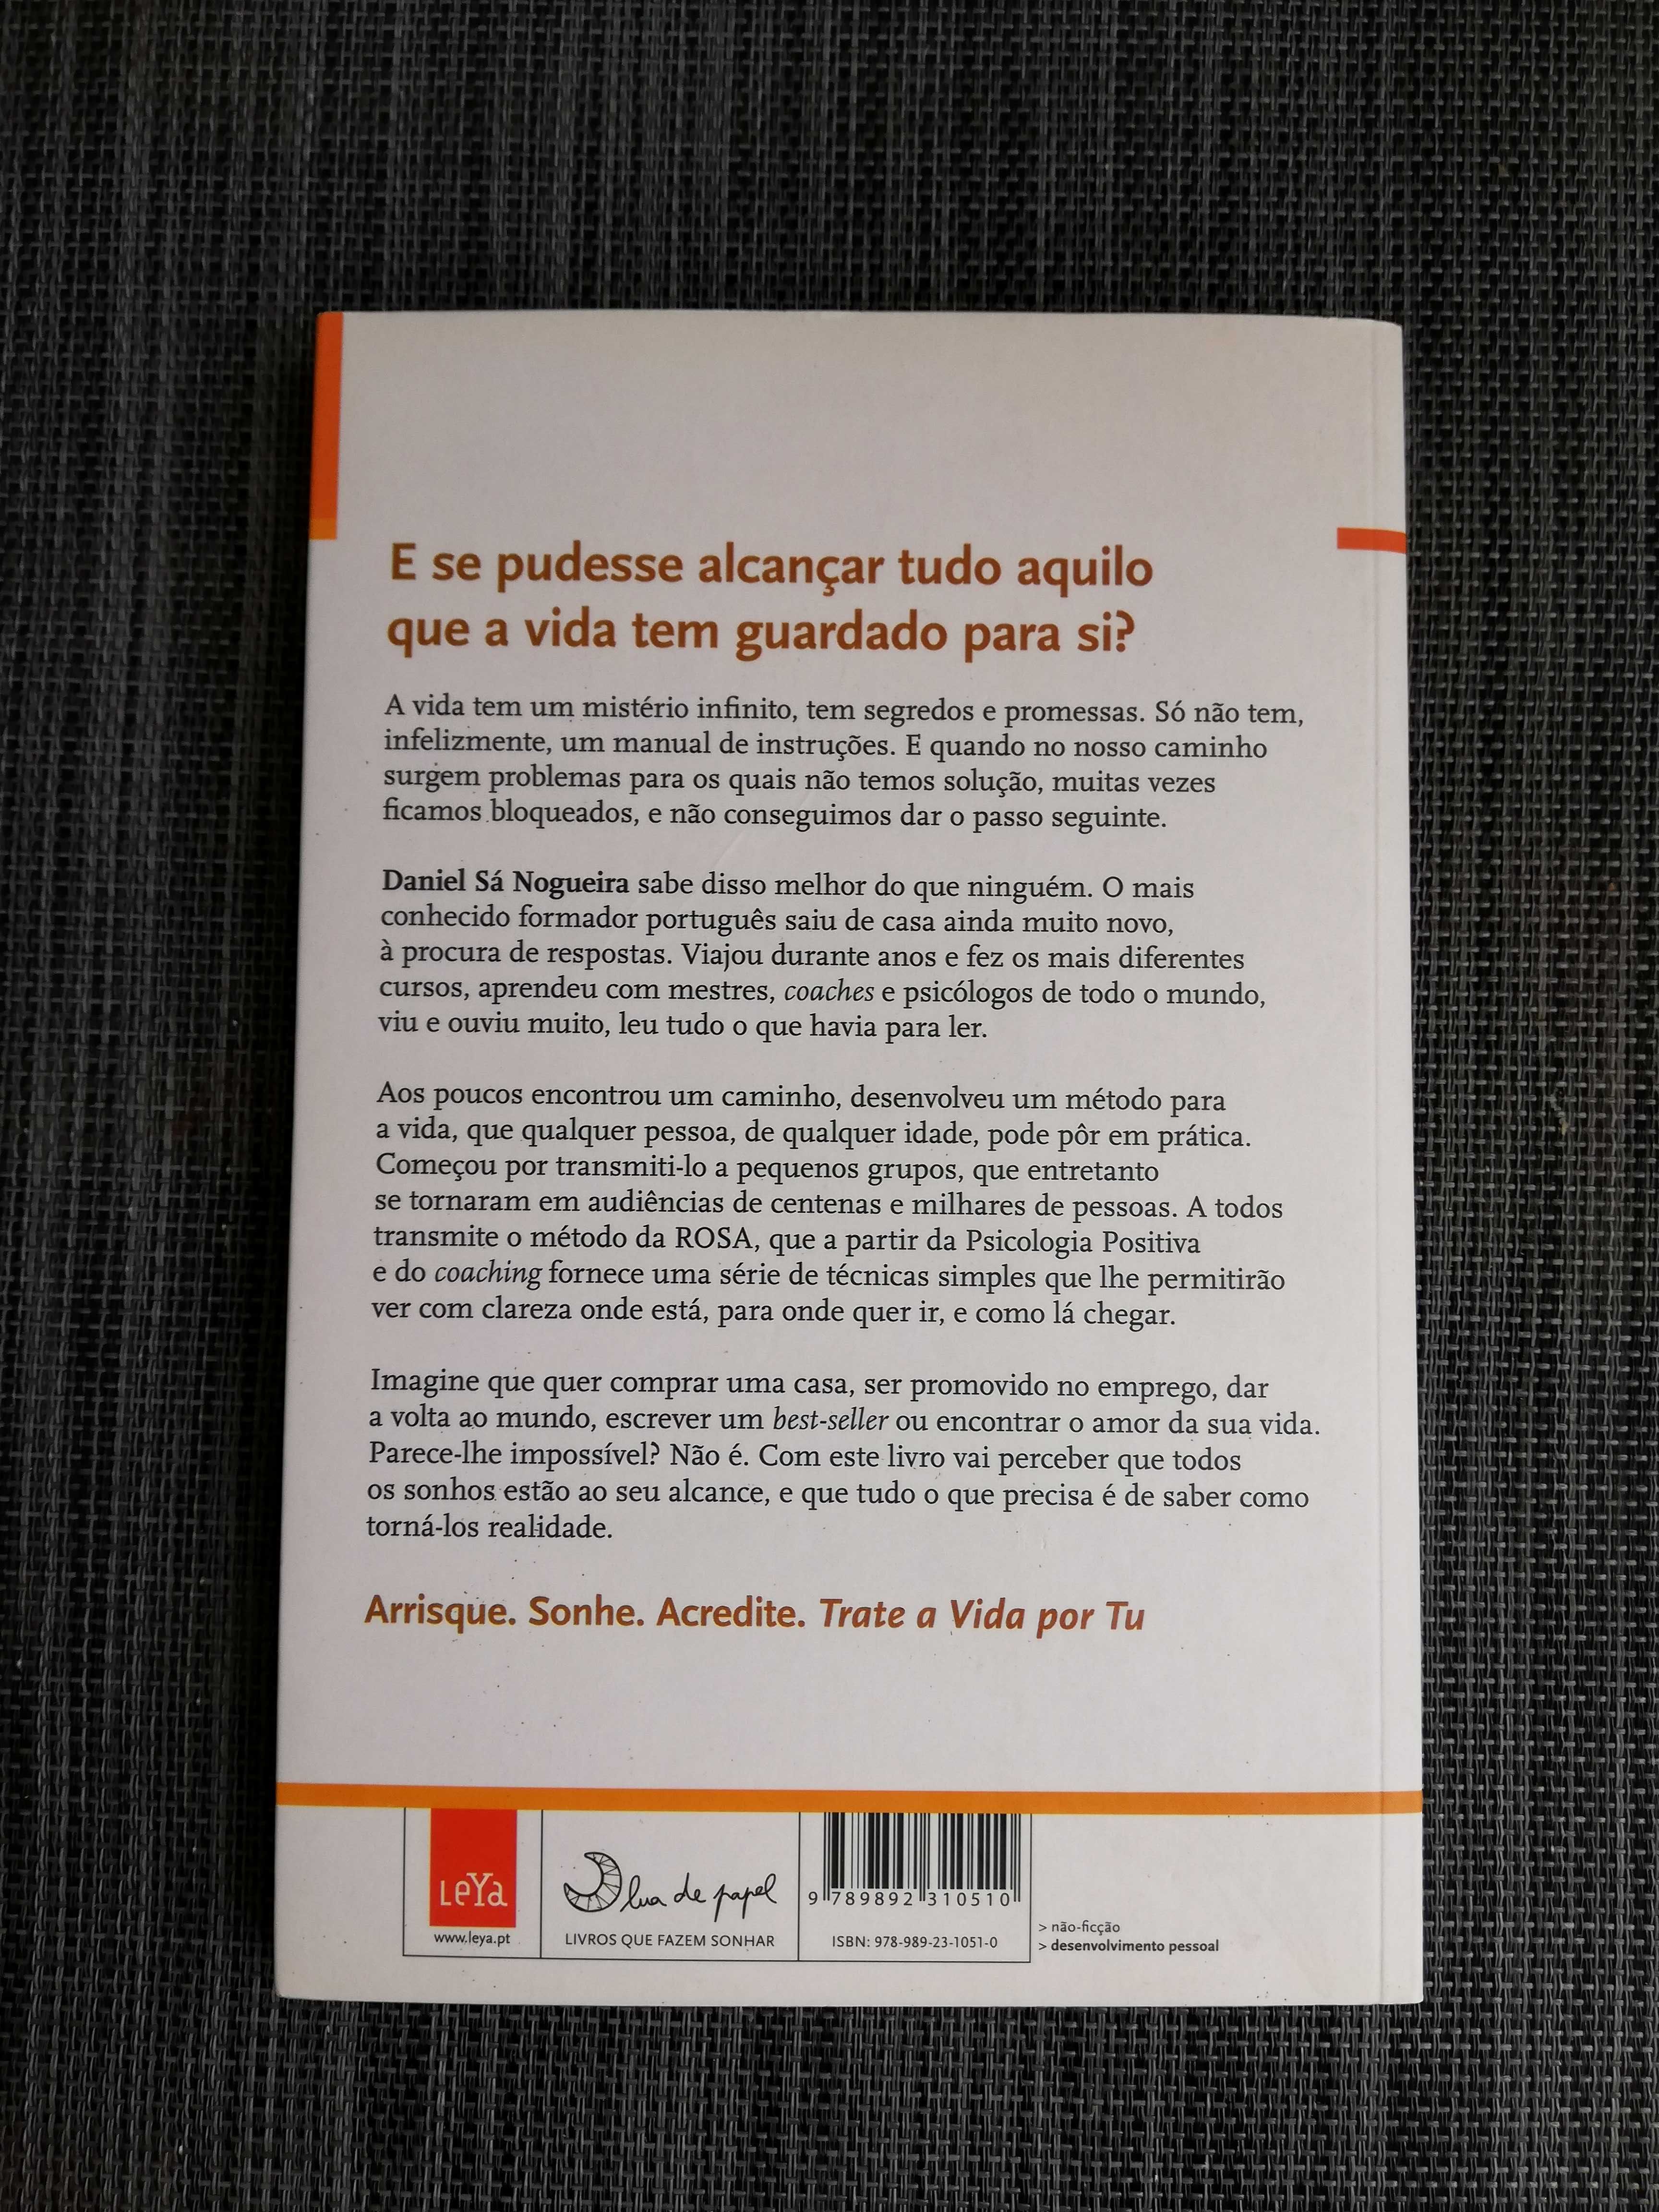 E se pudesse alcançar tudo aquilo
que a vida tem guardado para si?
A vida tem um mistério infinito, tem segredos e promessas. Só não tem,
infelizmente, um manual de instruções. E quando no nosso caminho
surgem problemas para os quais não temos solução, muitas vezes
ficamos bloqueados, e não conseguimos dar o passo seguinte.
Daniel Sá Nogueira sabe disso melhor do que ninguém. O mais
conhecido formador português saiu de casa ainda muito novo,
à procura de respostas. Viajou durante anos e fez os mais diferentes
cursos, aprendeu com mestres, coaches e psicólogos de todo o mundo,
viu e ouviu muito, leu tudo o que havia para ler.
Aos poucos encontrou um caminho, desenvolveu um método para
a vida, que qualquer pessoa, de qualquer idade, pode pôr em prática.
Começou por transmiti-lo a pequenos grupos, que entretanto
se tornaram em audiências de centenas e milhares de pessoas. A todos
transmite o método da ROSA, que a partir da Psicologia Positiva
e do coaching fornece uma série de técnicas simples que lhe permitirão
ver com clareza onde está, para onde quer ir, e como lá chegar.
Imagine que quer comprar uma casa, ser promovido no emprego, dar
a volta ao mundo, escrever um best-seller ou encontrar o amor da sua vida.
Parece-lhe impossível? Não é. Com este livro vai perceber que todos
os sonhos estão ao seu alcance, e que tudo o que precisa é de saber como
torná-los realidade.
Arrisque. Sonhe. Acredite. Trate a Vida por Tu
LeYa
www.leya.pt
lua de papel
LIVROS QUE FAZEM SONHAR
9 789892 310510
ISBN: 978-989-23-1051-0
> não-ficção
> desenvolvimento pessoal